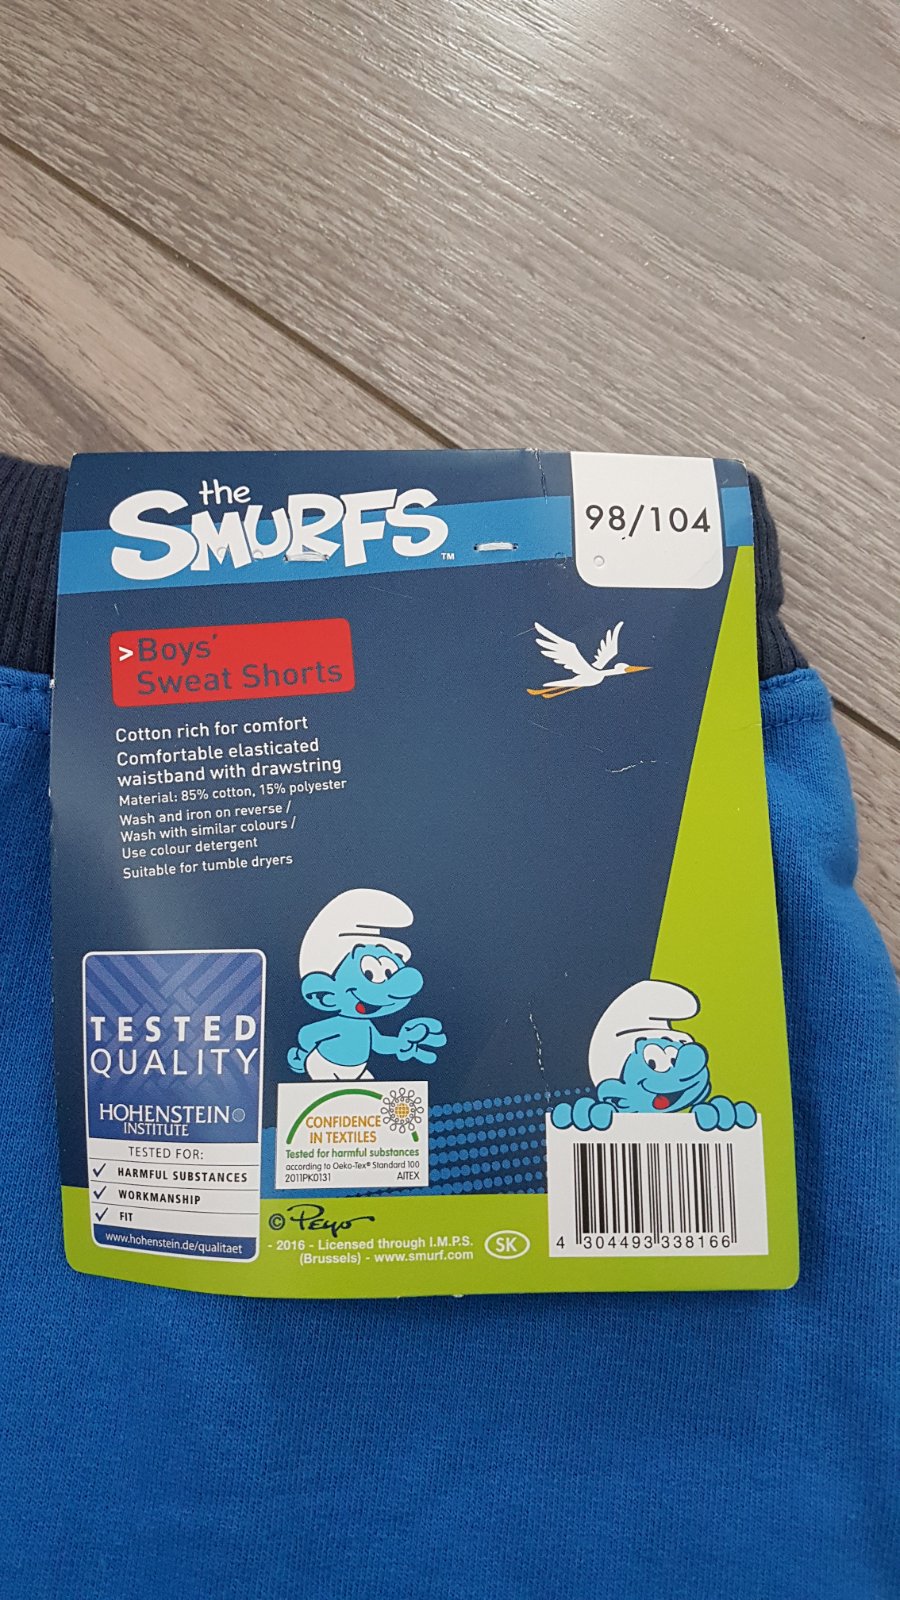 the
SMURFS™
98/104
>Boys'
Sweat Shorts
Cotton rich for comfort
Comfortable elasticated
waistband with drawstring
Material: 85% cotton, 15% polyester
Wash and iron on reverse /
Wash with similar colours /
Use colour detergent
Suitable for tumble dryers
TESTED
QUALITY
HOHENSTEIN
INSTITUTE
TESTED FOR:
HARMFUL SUBSTANCES
WORKMANSHIP
FIT
www.hohenstein.de/qualitaet
CONFIDENCE
IN TEXTILES
Tested for harmful substances
according to Oeko-Tex® Standard 100
2011PK0131 AITEX
© Peyo
- 2016 - Licensed through I.M.P.S.
(Brussels) - www.smurf.com
SK
4 304493 338166